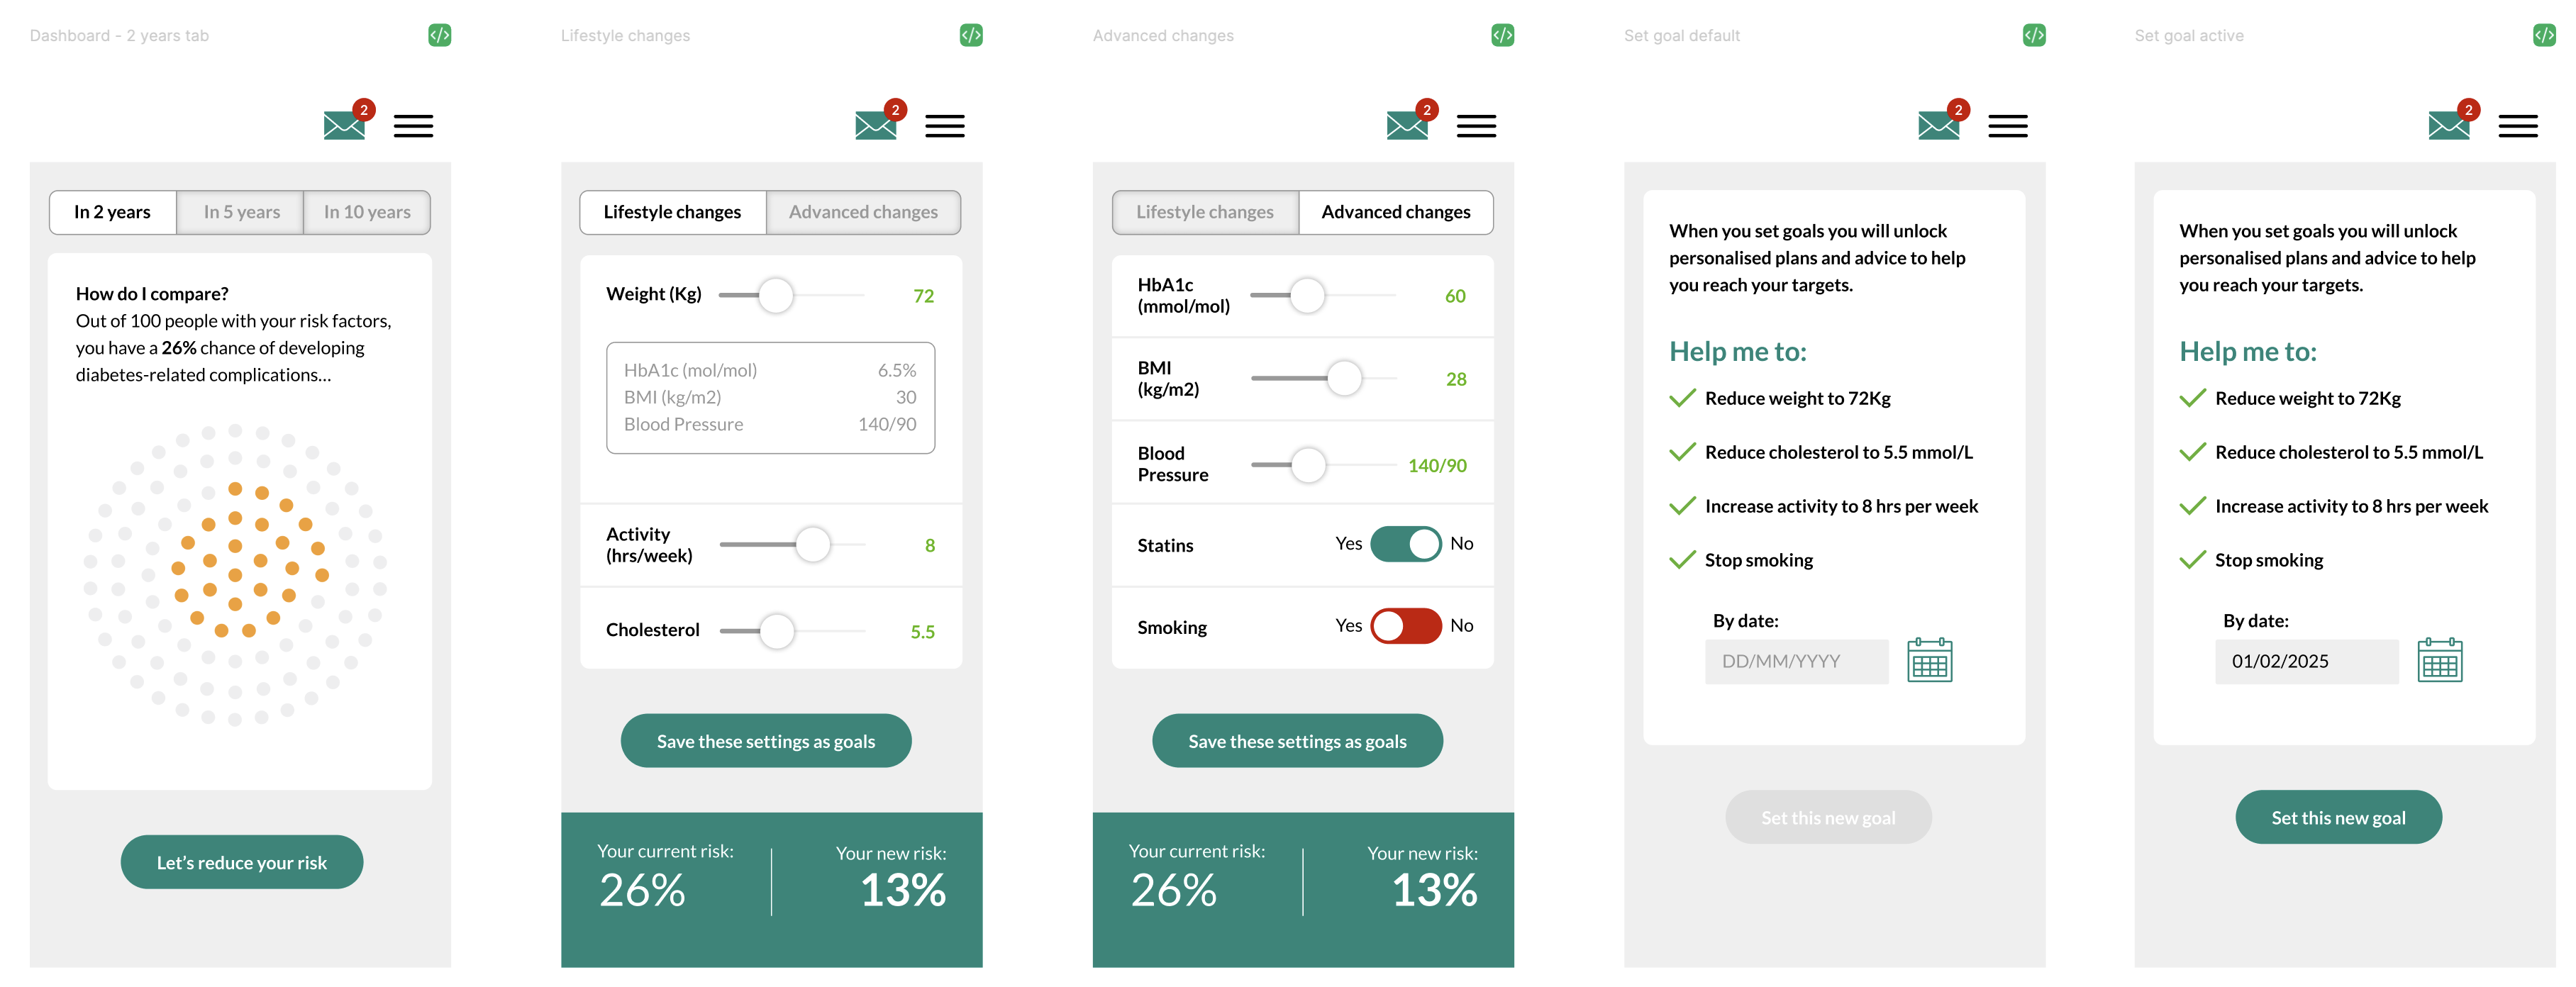 Dashboard - 2 years tab
</>
2
In 2 years
In 5 years
In 10 years
How do I compare?
Out of 100 people with your risk factors,
you have a 26% chance of developing
diabetes-related complications...
Let's reduce your risk
Lifestyle changes
</>
2
Lifestyle changes
Advanced changes
Weight (Kg)
72
HbA1c (mol/mol)
6.5%
BMI (kg/m2)
30
Blood Pressure
140/90
Activity
(hrs/week)
8
Cholesterol
5.5
Save these settings as goals
Your current risk:
26%
Your new risk:
13%
Advanced changes
</>
2
Lifestyle changes
Advanced changes
HbA1c
(mmol/mol)
60
BMI
(kg/m2)
28
Blood
Pressure
140/90
Statins
Yes
No
Smoking
Yes
No
Save these settings as goals
Your current risk:
26%
Your new risk:
13%
Set goal default
</>
2
When you set goals you will unlock
personalised plans and advice to help
you reach your targets.
Help me to:
Reduce weight to 72Kg
Reduce cholesterol to 5.5 mmol/L
Increase activity to 8 hrs per week
Stop smoking
By date:
DD/MM/YYYY
Set this new goal
Set goal active
</>
2
When you set goals you will unlock
personalised plans and advice to help
you reach your targets.
Help me to:
Reduce weight to 72Kg
Reduce cholesterol to 5.5 mmol/L
Increase activity to 8 hrs per week
Stop smoking
By date:
01/02/2025
Set this new goal